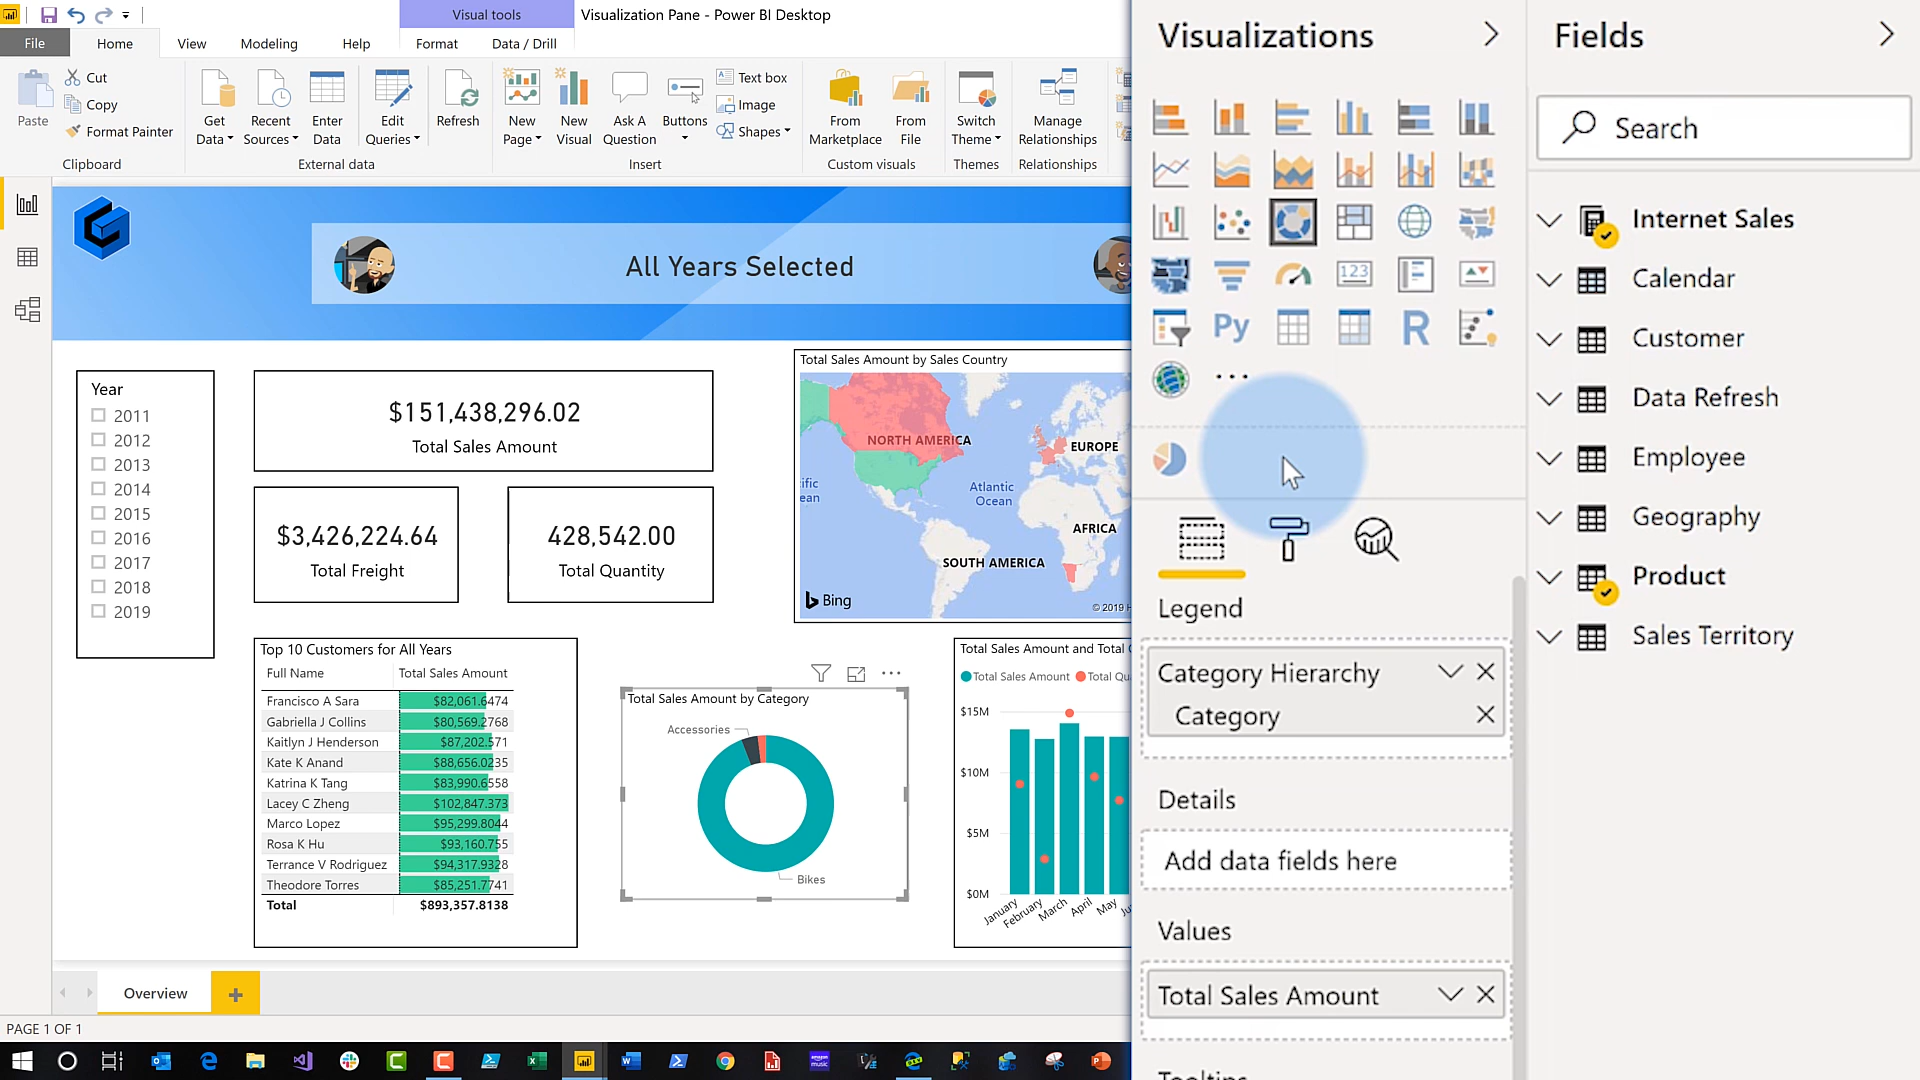 Visual tools
Visualization Pane - Power BI Desktop
File
Home
View
Modeling
Help
Format
Data / Drill
Paste
Cut
Copy
Format Painter
Clipboard
Get
Data
Recent
Sources
Enter
Data
Edit
Queries
External data
Refresh
New
Page
New
Visual
Ask A
Question
Buttons
Text box
Image
Shapes
Insert
From
Marketplace
From
File
Custom visuals
Switch
Theme
Themes
Manage
Relationships
Relationships
All Years Selected
Year
2011
2012
2013
2014
2015
2016
2017
2018
2019
$151,438,296.02
Total Sales Amount
$3,426,224.64
Total Freight
428,542.00
Total Quantity
Total Sales Amount by Sales Country
NORTH AMERICA
EUROPE
Atlantic
Ocean
AFRICA
SOUTH AMERICA
Bing
© 2019
Top 10 Customers for All Years
Full Name Total Sales Amount
Francisco A Sara $82,061.6474
Gabriella J Collins $80,569.2768
Kaitlyn J Henderson $87,202.571
Kate K Anand $88,656.0235
Katrina K Tang $83,990.6558
Lacey C Zheng $102,847.373
Marco Lopez $95,299.8044
Rosa K Hu $93,160.755
Terrance V Rodriguez $94,317.9328
Theodore Torres $85,251.7741
Total $893,357.8138
Total Sales Amount by Category
Accessories
Bikes
Total Sales Amount and Total
Total Sales Amount Total Qu
$15M
$10M
$5M
$0M
January
February
March
April
May
Overview
PAGE 1 OF 1
Visualizations
123
Py
R
Legend
Category Hierarchy
Category
Details
Add data fields here
Values
Total Sales Amount
Tooltips
Fields
Search
Internet Sales
Calendar
Customer
Data Refresh
Employee
Geography
Product
Sales Territory